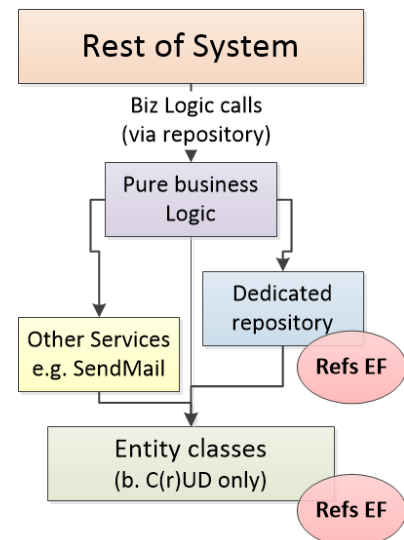 Rest of System
Biz Logic calls
(via repository)
Pure business
Logic
Dedicated
repository
Refs EF
Other Services
e.g. SendMail
Entity classes
(b. C(r)UD only)
Refs EF